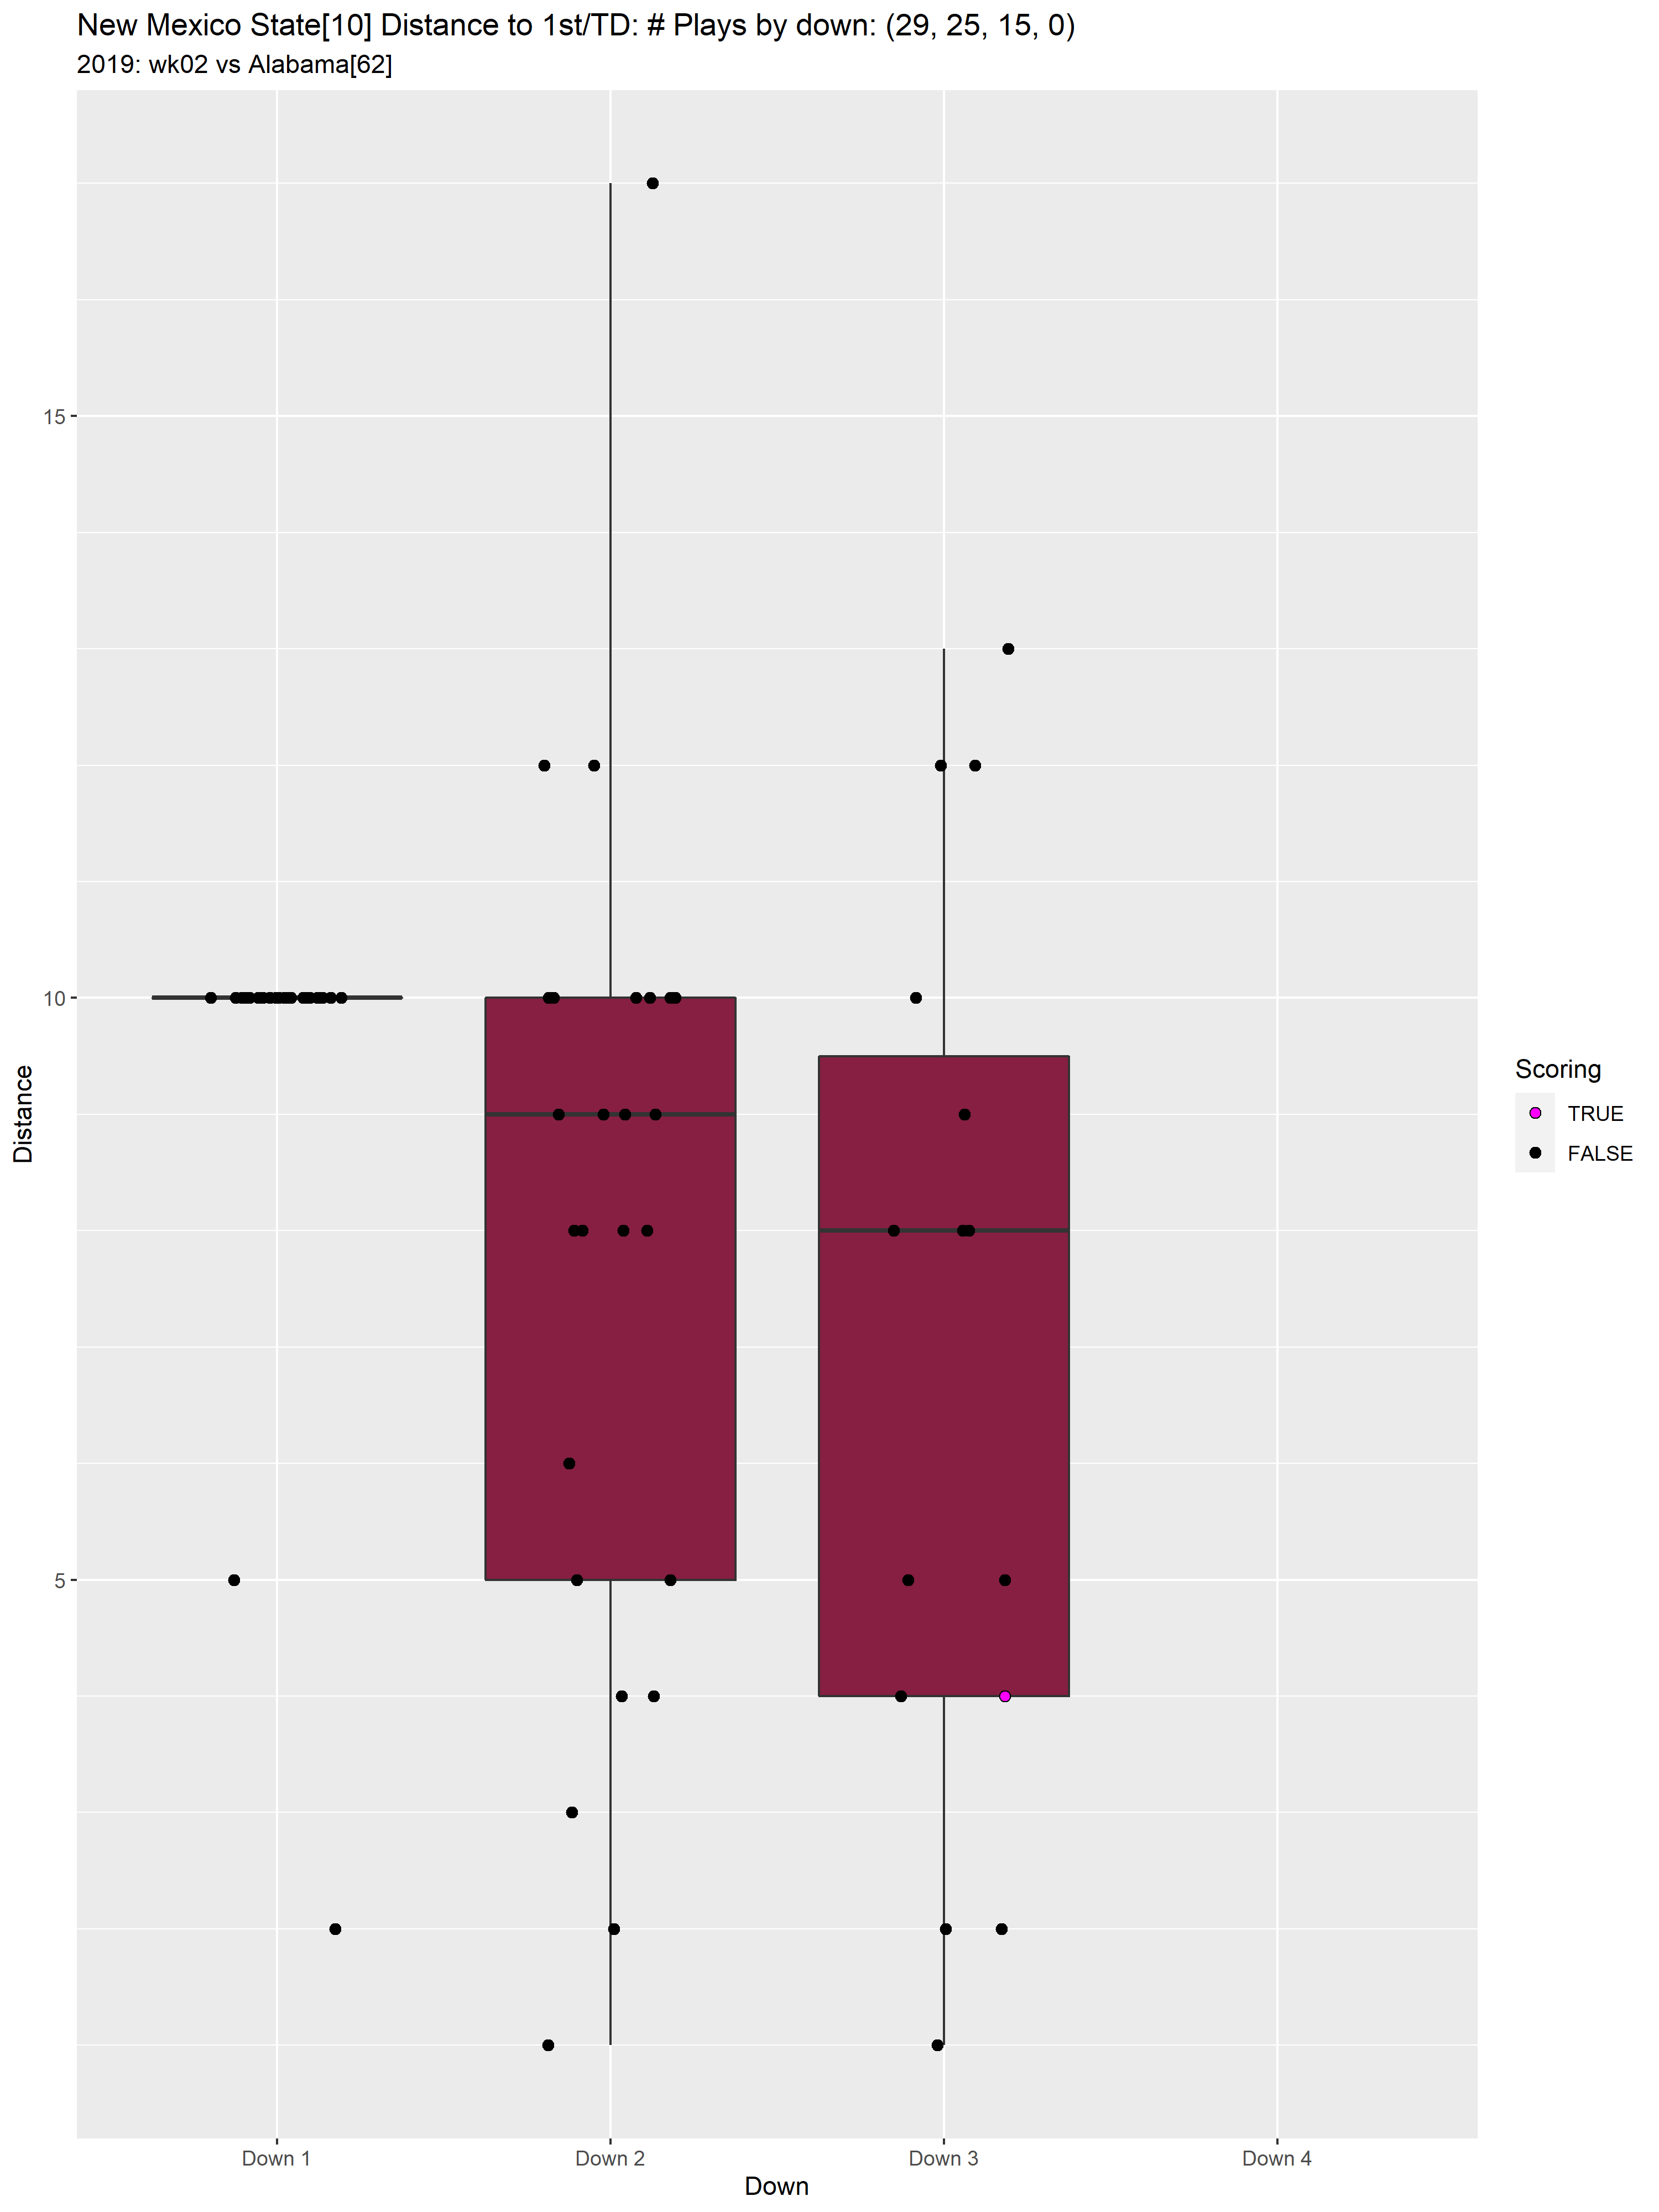 New Mexico State[10] Distance to 1st/TD: # Plays by down: (29, 25, 15, 0)
2019: wk02 vs Alabama[62]
15
10
5
Distance
Down 1
Down 2
Down 3
Down 4
Down
Scoring
TRUE
FALSE